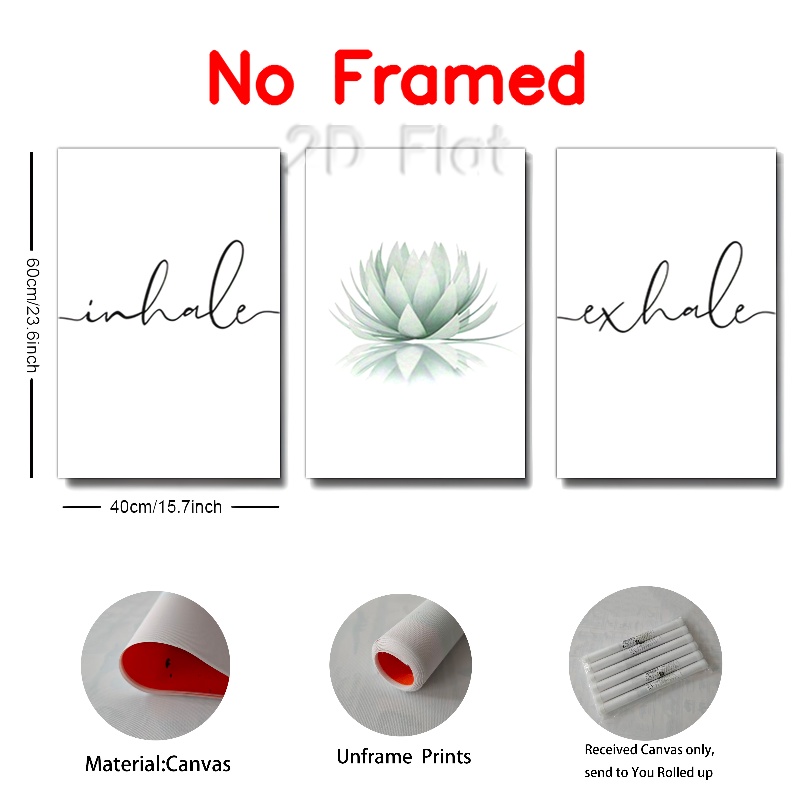 No Framed
2D Flat
inhale
exhale
60cm/23.6inch
40cm/15.7inch
Material:Canvas
Unframe Prints
Received Canvas only,
send to You Rolled up